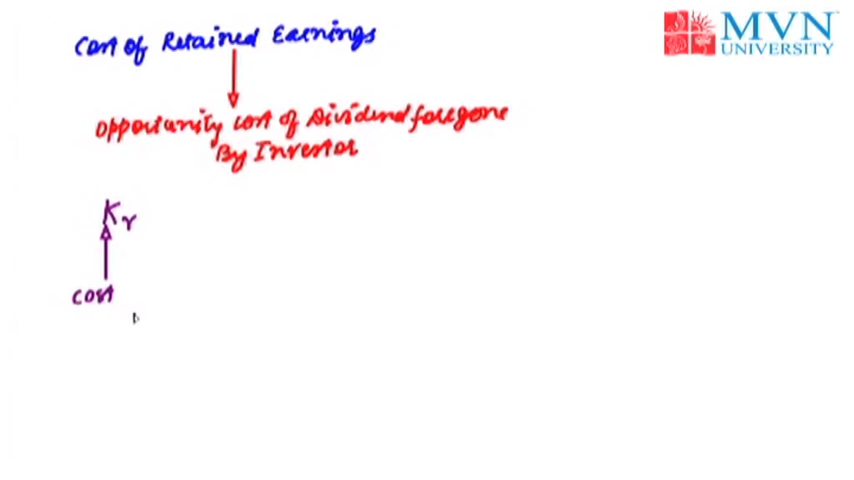 MVN
UNIVERSITY
Cost of Retained Earnings
Opportunity Cost of Dividend foregone
By Investor
Kr
cost